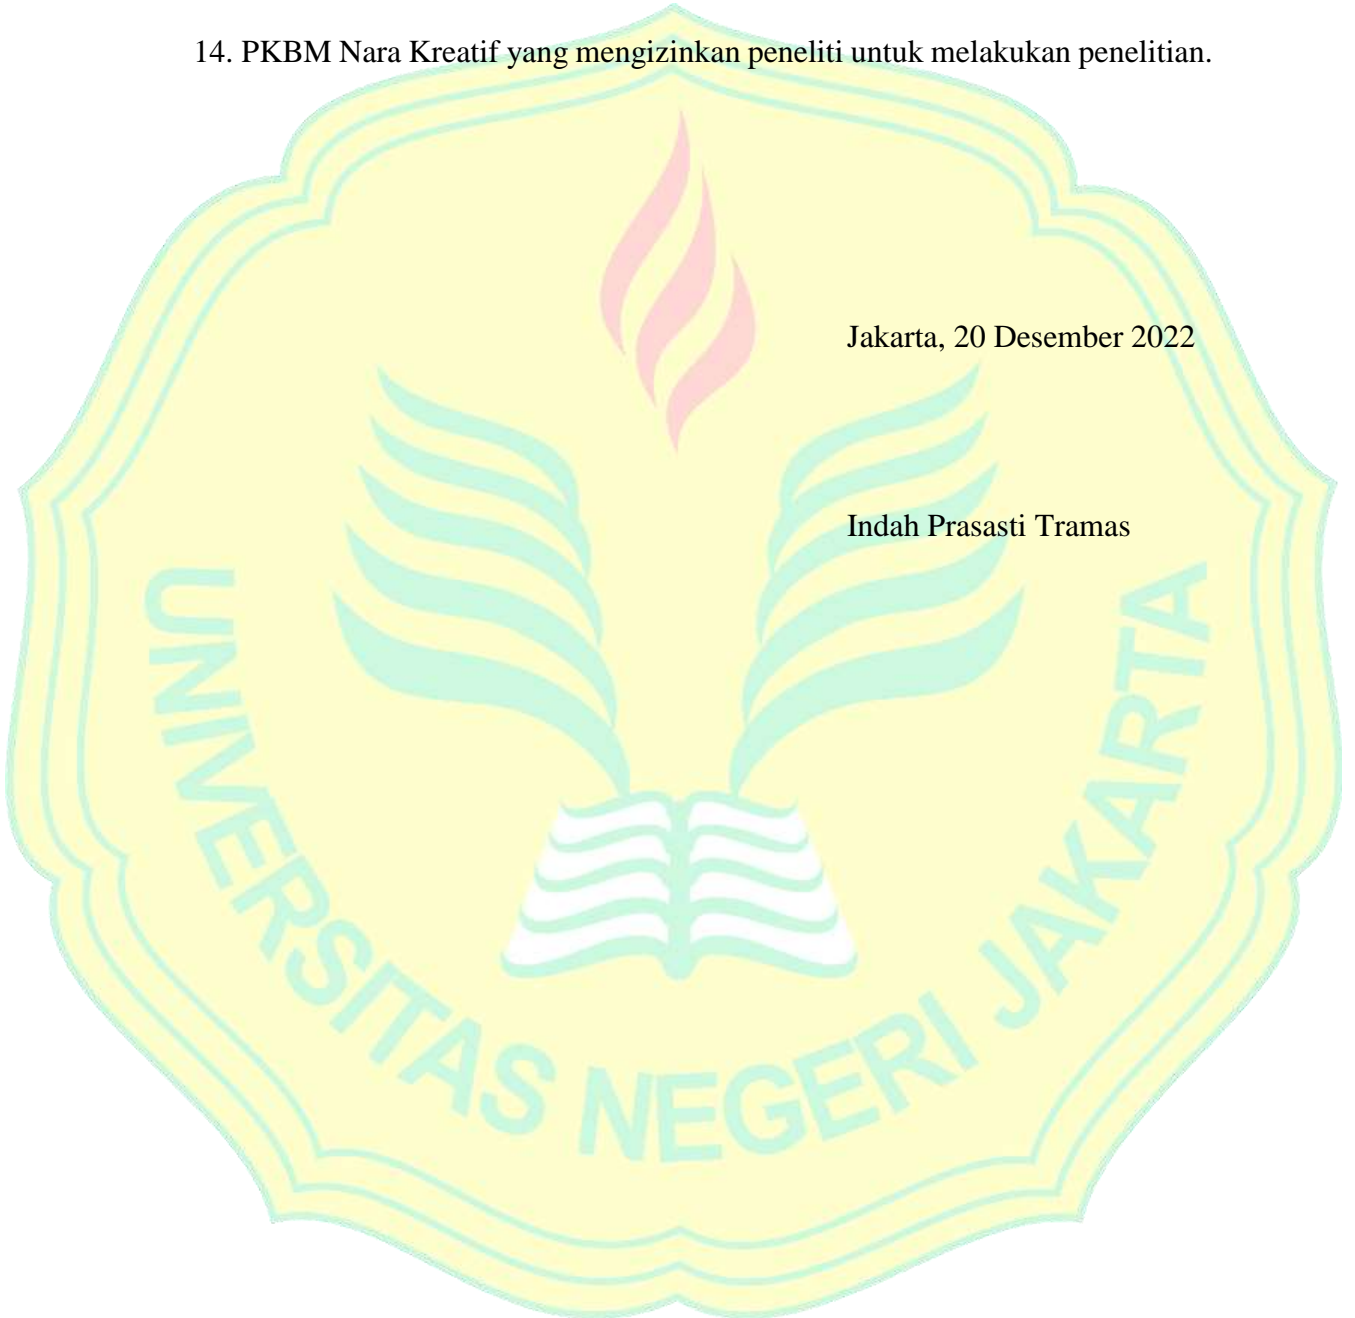 14. PKBM Nara Kreatif yang mengizinkan peneliti untuk melakukan penelitian.
Jakarta, 20 Desember 2022
Indah Prasasti Tramas
UNIVERSITAS NEGERI JAKARTA